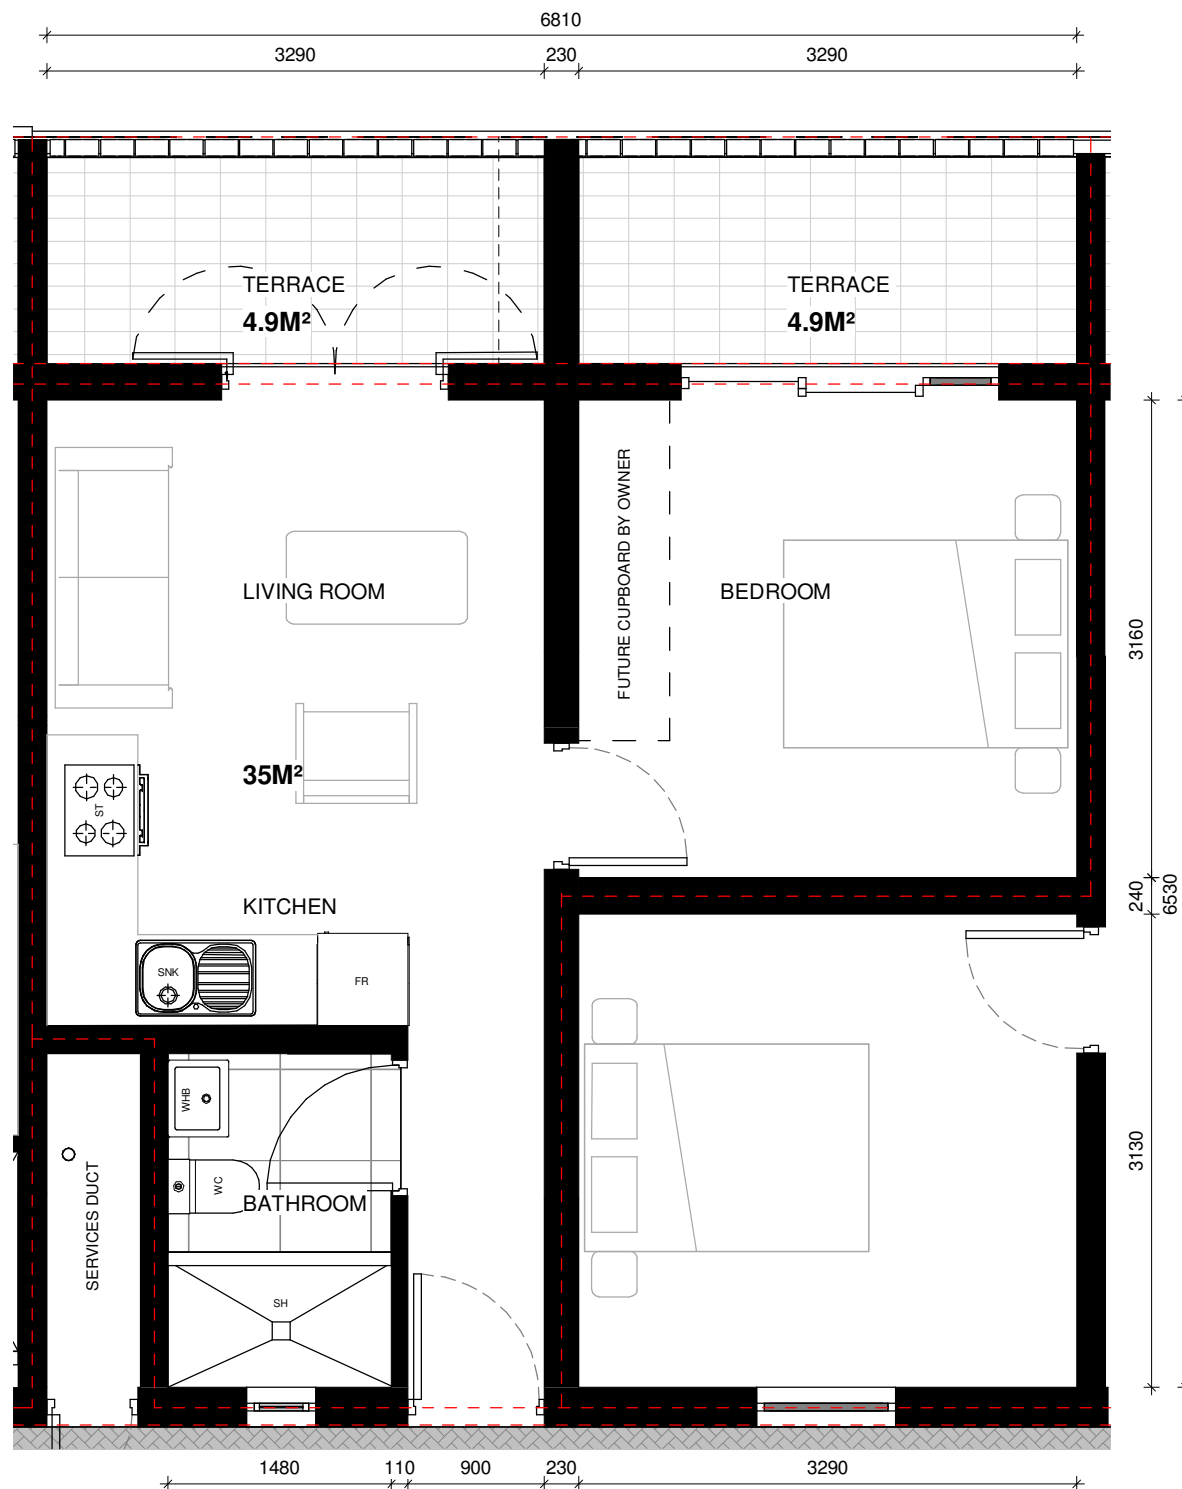 6810
3290
230
3290
TERRACE
4.9M²
TERRACE
4.9M²
LIVING ROOM
FUTURE CUPBOARD BY OWNER
BEDROOM
3160
35M²
ST
KITCHEN
240
6530
SNK
FR
WHB
WC
BATHROOM
3130
SERVICES DUCT
SH
1480
110
900
230
3290